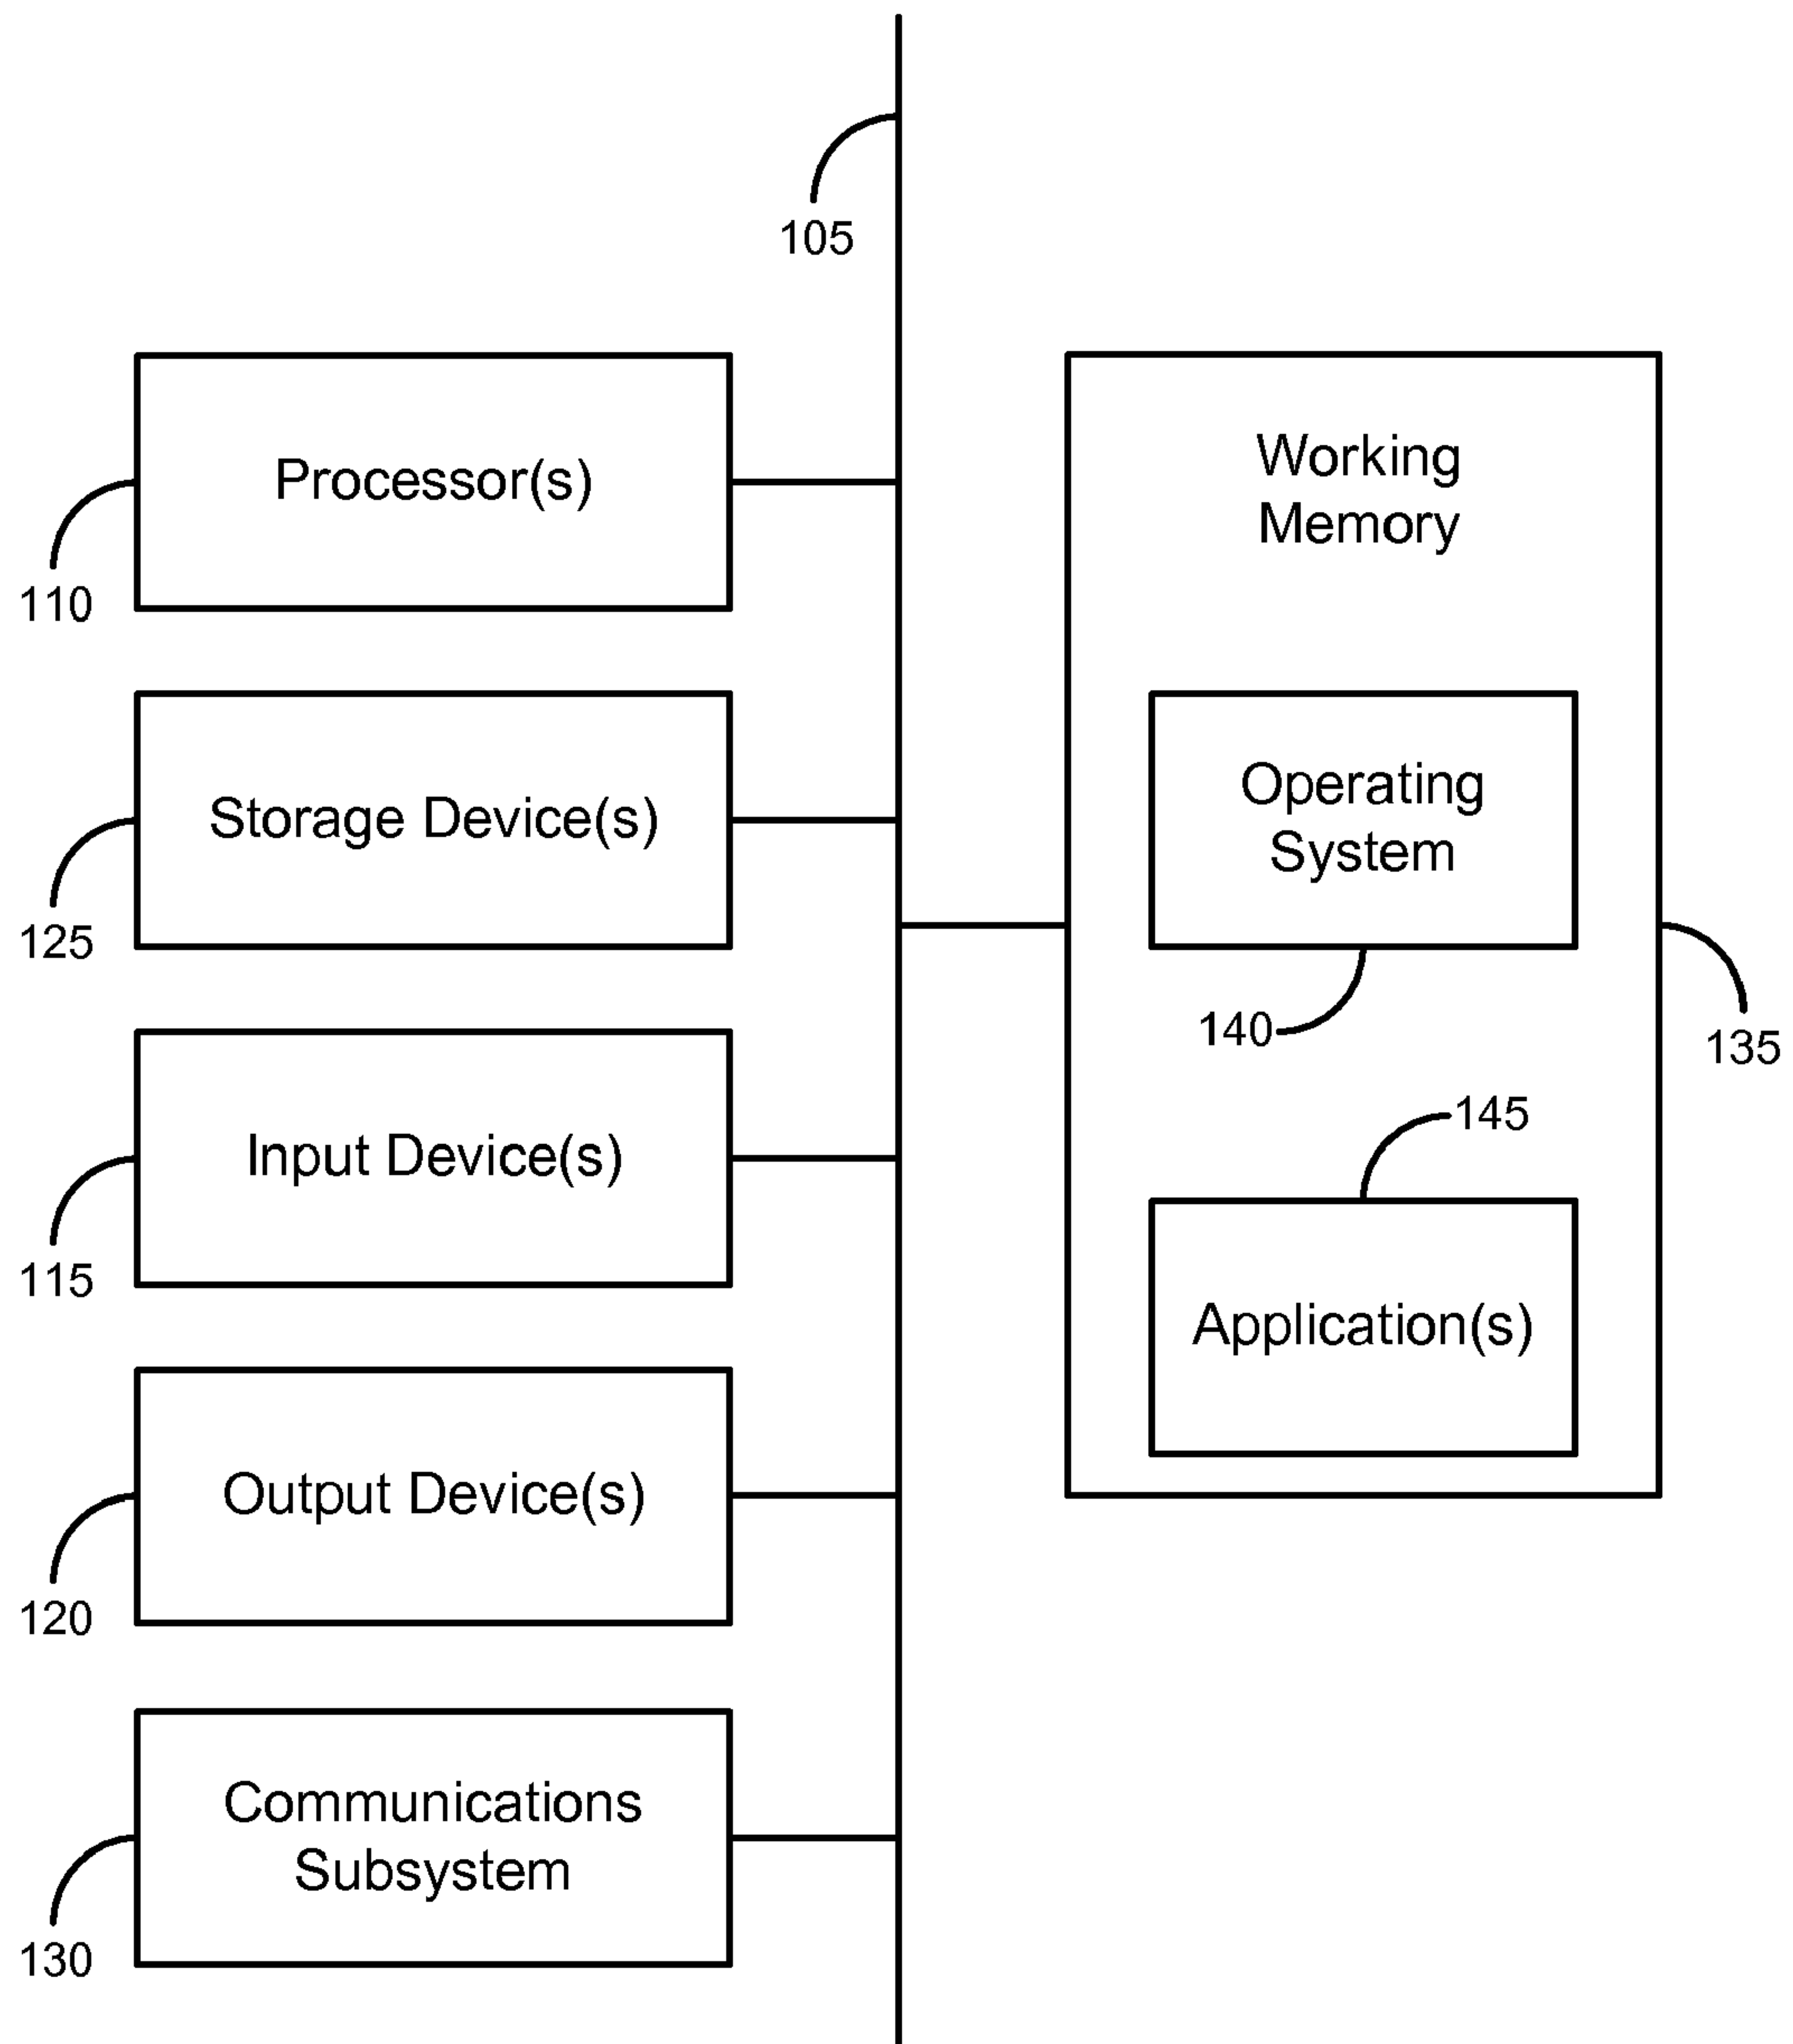 105
Processor(s)
110
Storage Device(s)
125
Input Device(s)
115
Output Device(s)
120
Communications
Subsystem
130
Working
Memory
Operating
System
140
135
145
Application(s)